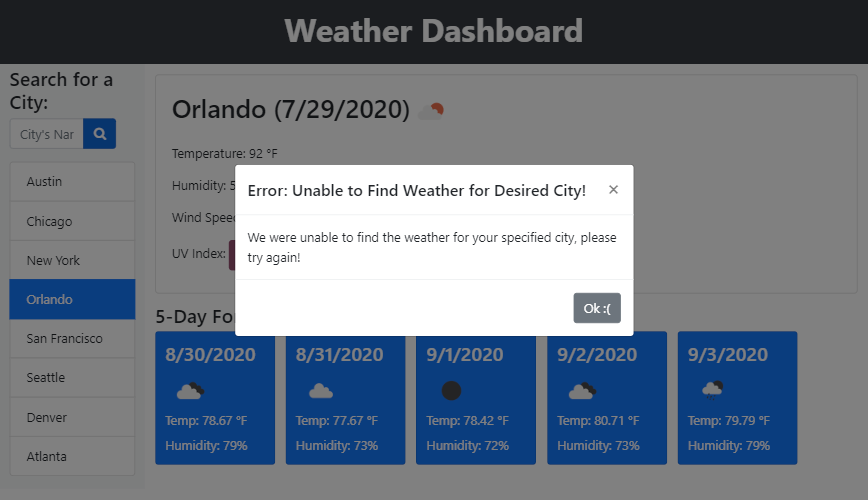 Weather Dashboard
Search for a
City:
City's Nar
Austin
Chicago
New York
Orlando
San Francisco
Seattle
Denver
Atlanta
Orlando (7/29/2020)
Temperature: 92 °F
Humidity: 5
Wind Speed
UV Index:
Error: Unable to Find Weather for Desired City!
×
We were unable to find the weather for your specified city, please
try again!
Ok :(
5-Day Fo
8/30/2020
Temp: 78.67 °F
Humidity: 79%
8/31/2020
Temp: 77.67 °F
Humidity: 73%
9/1/2020
Temp: 78.42 °F
Humidity: 72%
9/2/2020
Temp: 80.71 °F
Humidity: 73%
9/3/2020
Temp: 79.79 °F
Humidity: 79%